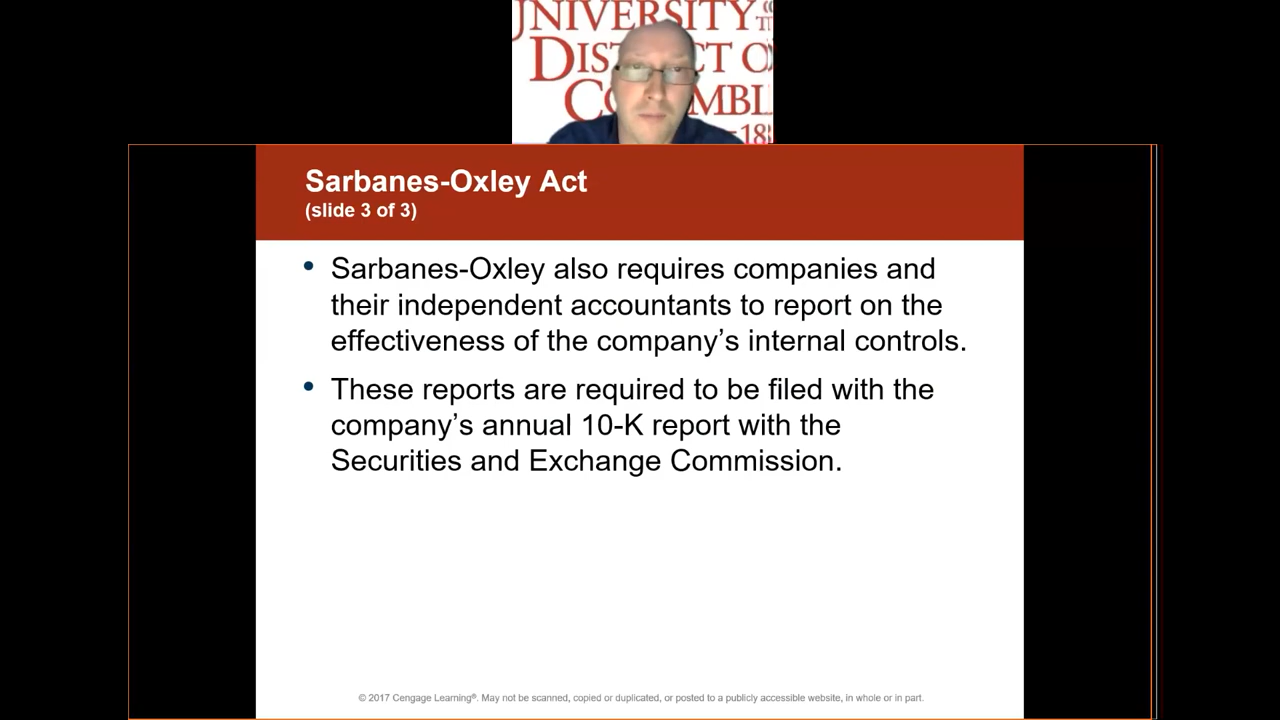 UNIVERSITY
THE
DISTRICT OF
COLUMBIA
Sarbanes-Oxley Act
(slide 3 of 3)
• Sarbanes-Oxley also requires companies and
their independent accountants to report on the
effectiveness of the company’s internal controls.
• These reports are required to be filed with the
company’s annual 10-K report with the
Securities and Exchange Commission.
© 2017 Cengage Learning®. May not be scanned, copied or duplicated, or posted to a publicly accessible website, in whole or in part.